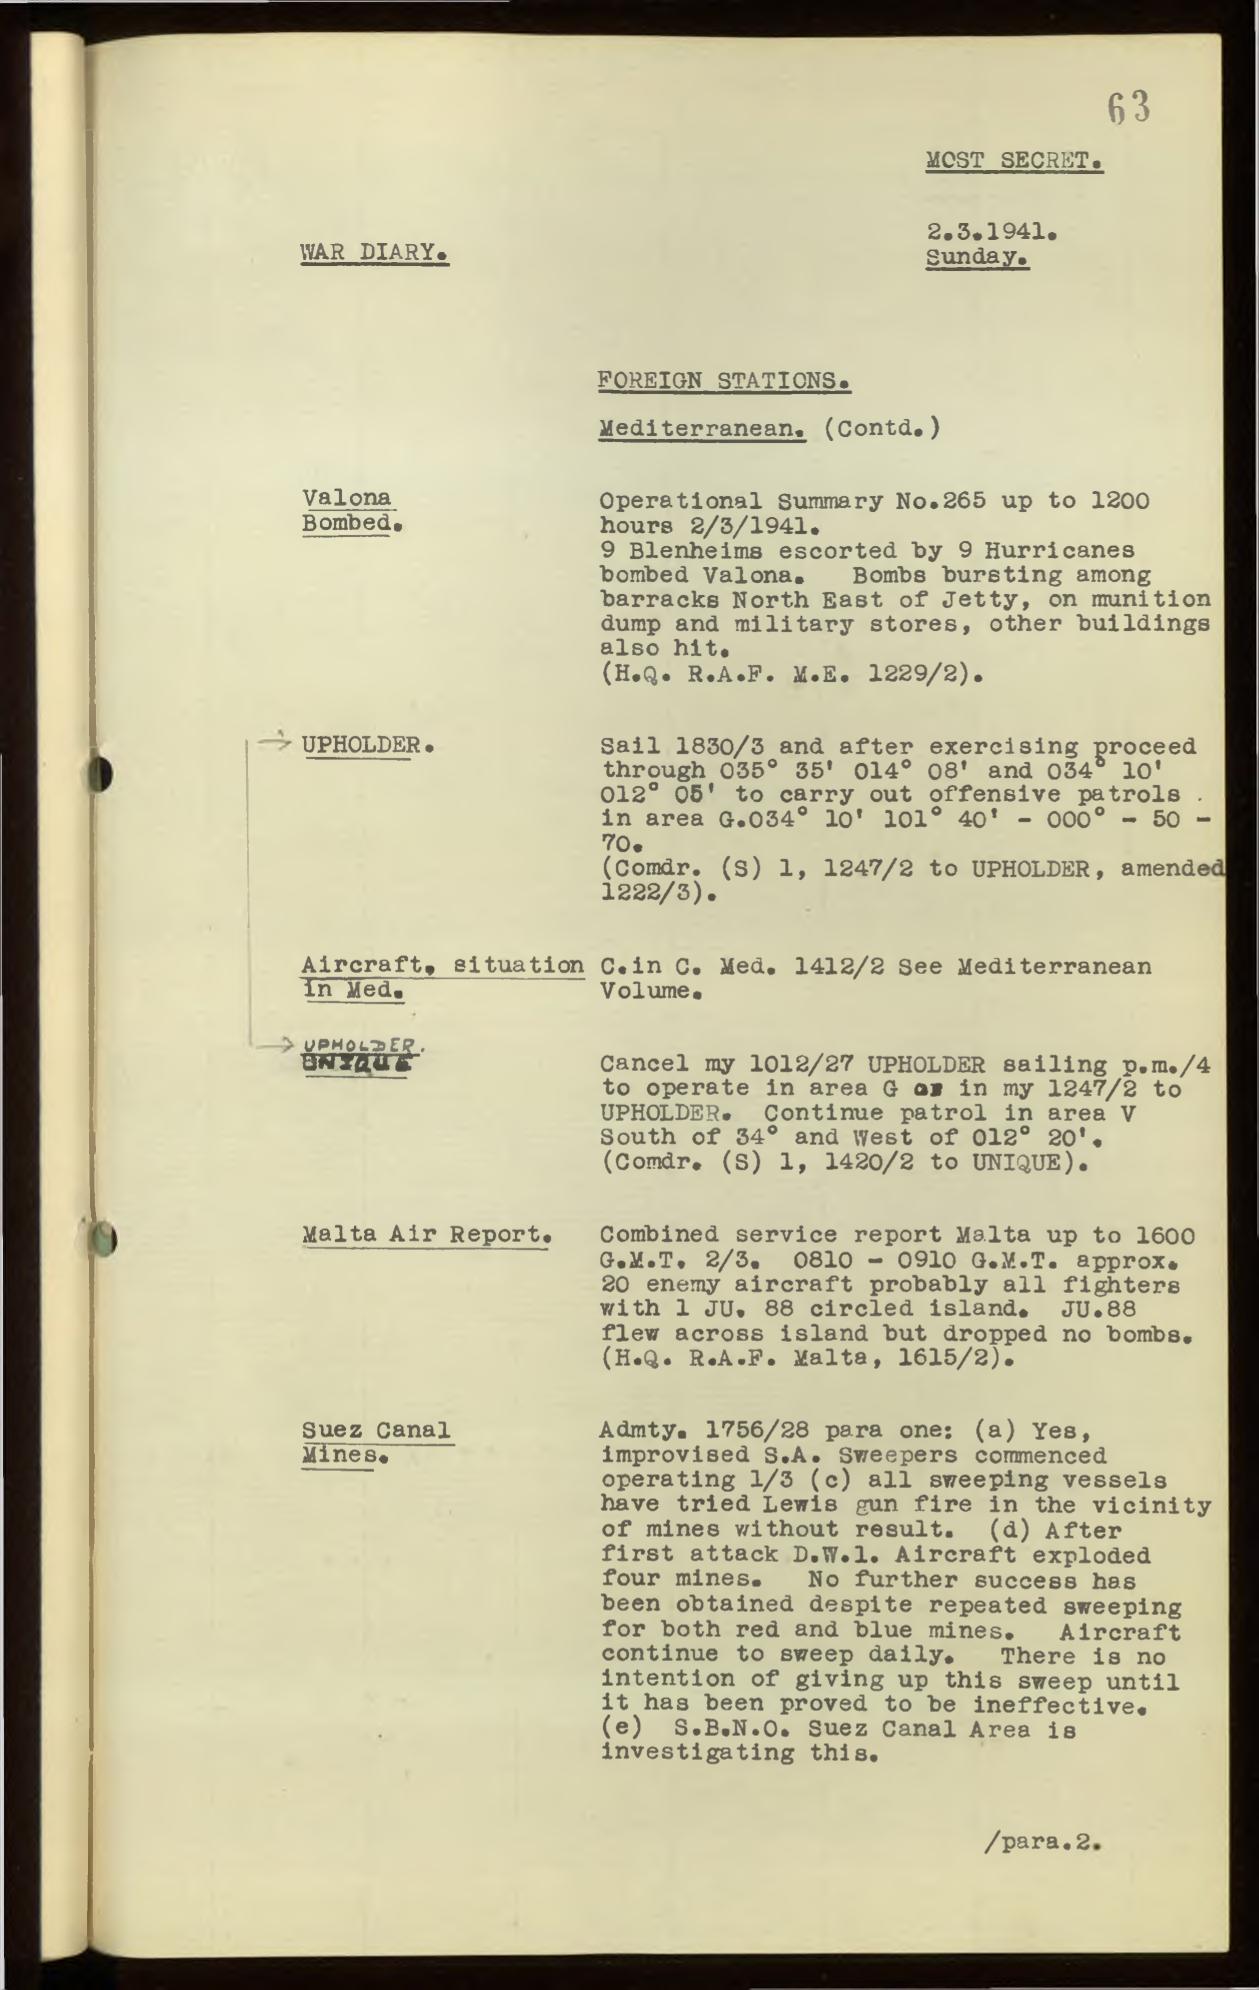 63
MOST SECRET.
2.3.1941.
WAR DIARY.
Sunday.
FOREIGN STATIONS.
Mediterranean. (Contd.)
Valona
Bombed.
Operational Summary No.265 up to 1200
hours 2/3/1941.
9 Blenheims escorted by 9 Hurricanes
bombed Valona. Bombs bursting among
barracks North East of Jetty, on munition
dump and military stores, other buildings
also hit.
(H.Q. R.A.F. M.E. 1229/2).
UPHOLDER.
Sail 1830/3 and after exercising proceed
through 035° 35' 014° 08' and 034° 10'
012° 05' to carry out offensive patrols .
in area G.034° 10' 101° 40' - 000° - 50 -
70.
(Comdr. (S) 1, 1247/2 to UPHOLDER, amended
1222/3).
Aircraft, situation
in Med.
C.in C. Med. 1412/2 See Mediterranean
Volume.
UPHOLDER.
UNIQUE
Cancel my 1012/27 UPHOLDER sailing p.m./4
to operate in area G as in my 1247/2 to
UPHOLDER. Continue patrol in area V
South of 34° and West of 012° 20'.
(Comdr. (S) 1, 1420/2 to UNIQUE).
Malta Air Report.
Combined service report Malta up to 1600
G.M.T. 2/3. 0810 - 0910 G.M.T. approx.
20 enemy aircraft probably all fighters
with 1 JU. 88 circled island. JU.88
flew across island but dropped no bombs.
(H.Q. R.A.F. Malta, 1615/2).
Suez Canal
Mines.
Admty. 1756/28 para one: (a) Yes,
improvised S.A. Sweepers commenced
operating 1/3 (c) all sweeping vessels
have tried Lewis gun fire in the vicinity
of mines without result. (d) After
first attack D.W.1. Aircraft exploded
four mines. No further success has
been obtained despite repeated sweeping
for both red and blue mines. Aircraft
continue to sweep daily. There is no
intention of giving up this sweep until
it has been proved to be ineffective.
(e) S.B.N.O. Suez Canal Area is
investigating this.
/para.2.